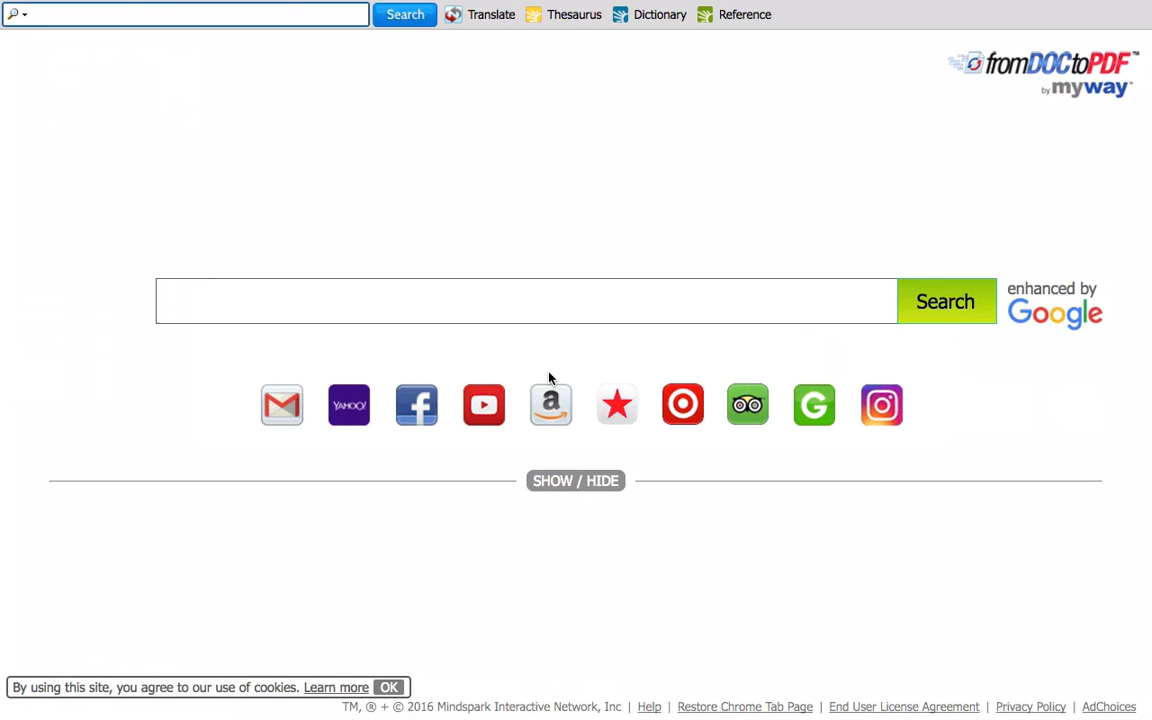 Search Translate Thesaurus Dictionary Reference
fromDOCtoPDF™
by myway™
Search
enhanced by
Google
YAHOO!
SHOW / HIDE
By using this site, you agree to our use of cookies. Learn more OK
TM, ® + © 2016 Mindspark Interactive Network, Inc | Help | Restore Chrome Tab Page | End User License Agreement | Privacy Policy | AdChoices